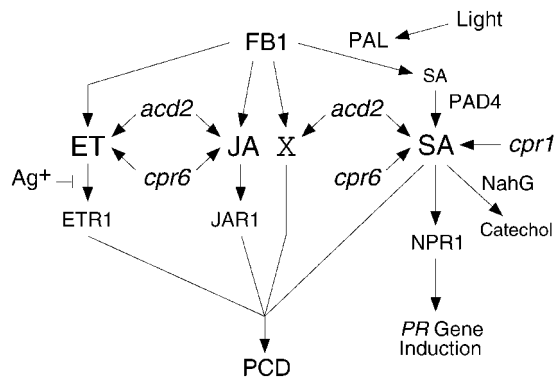 Light
FB1
PAL
SA
acd2
acd2
PAD4
ET
JA
X
SA
cpr1
Ag+
cpr6
cpr6
NahG
ETR1
JAR1
Catechol
NPR1
PR Gene
Induction
PCD